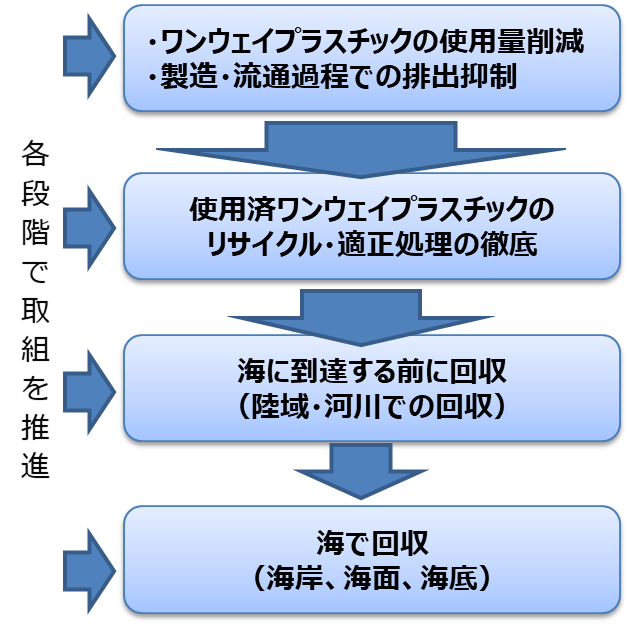 各段階で取組を推進
・ワンウェイプラスチックの使用量削減
・製造・流通過程での排出抑制
使用済ワンウェイプラスチックの
リサイクル・適正処理の徹底
海に到達する前に回収
（陸域・河川での回収）
海で回収
（海岸、海面、海底）